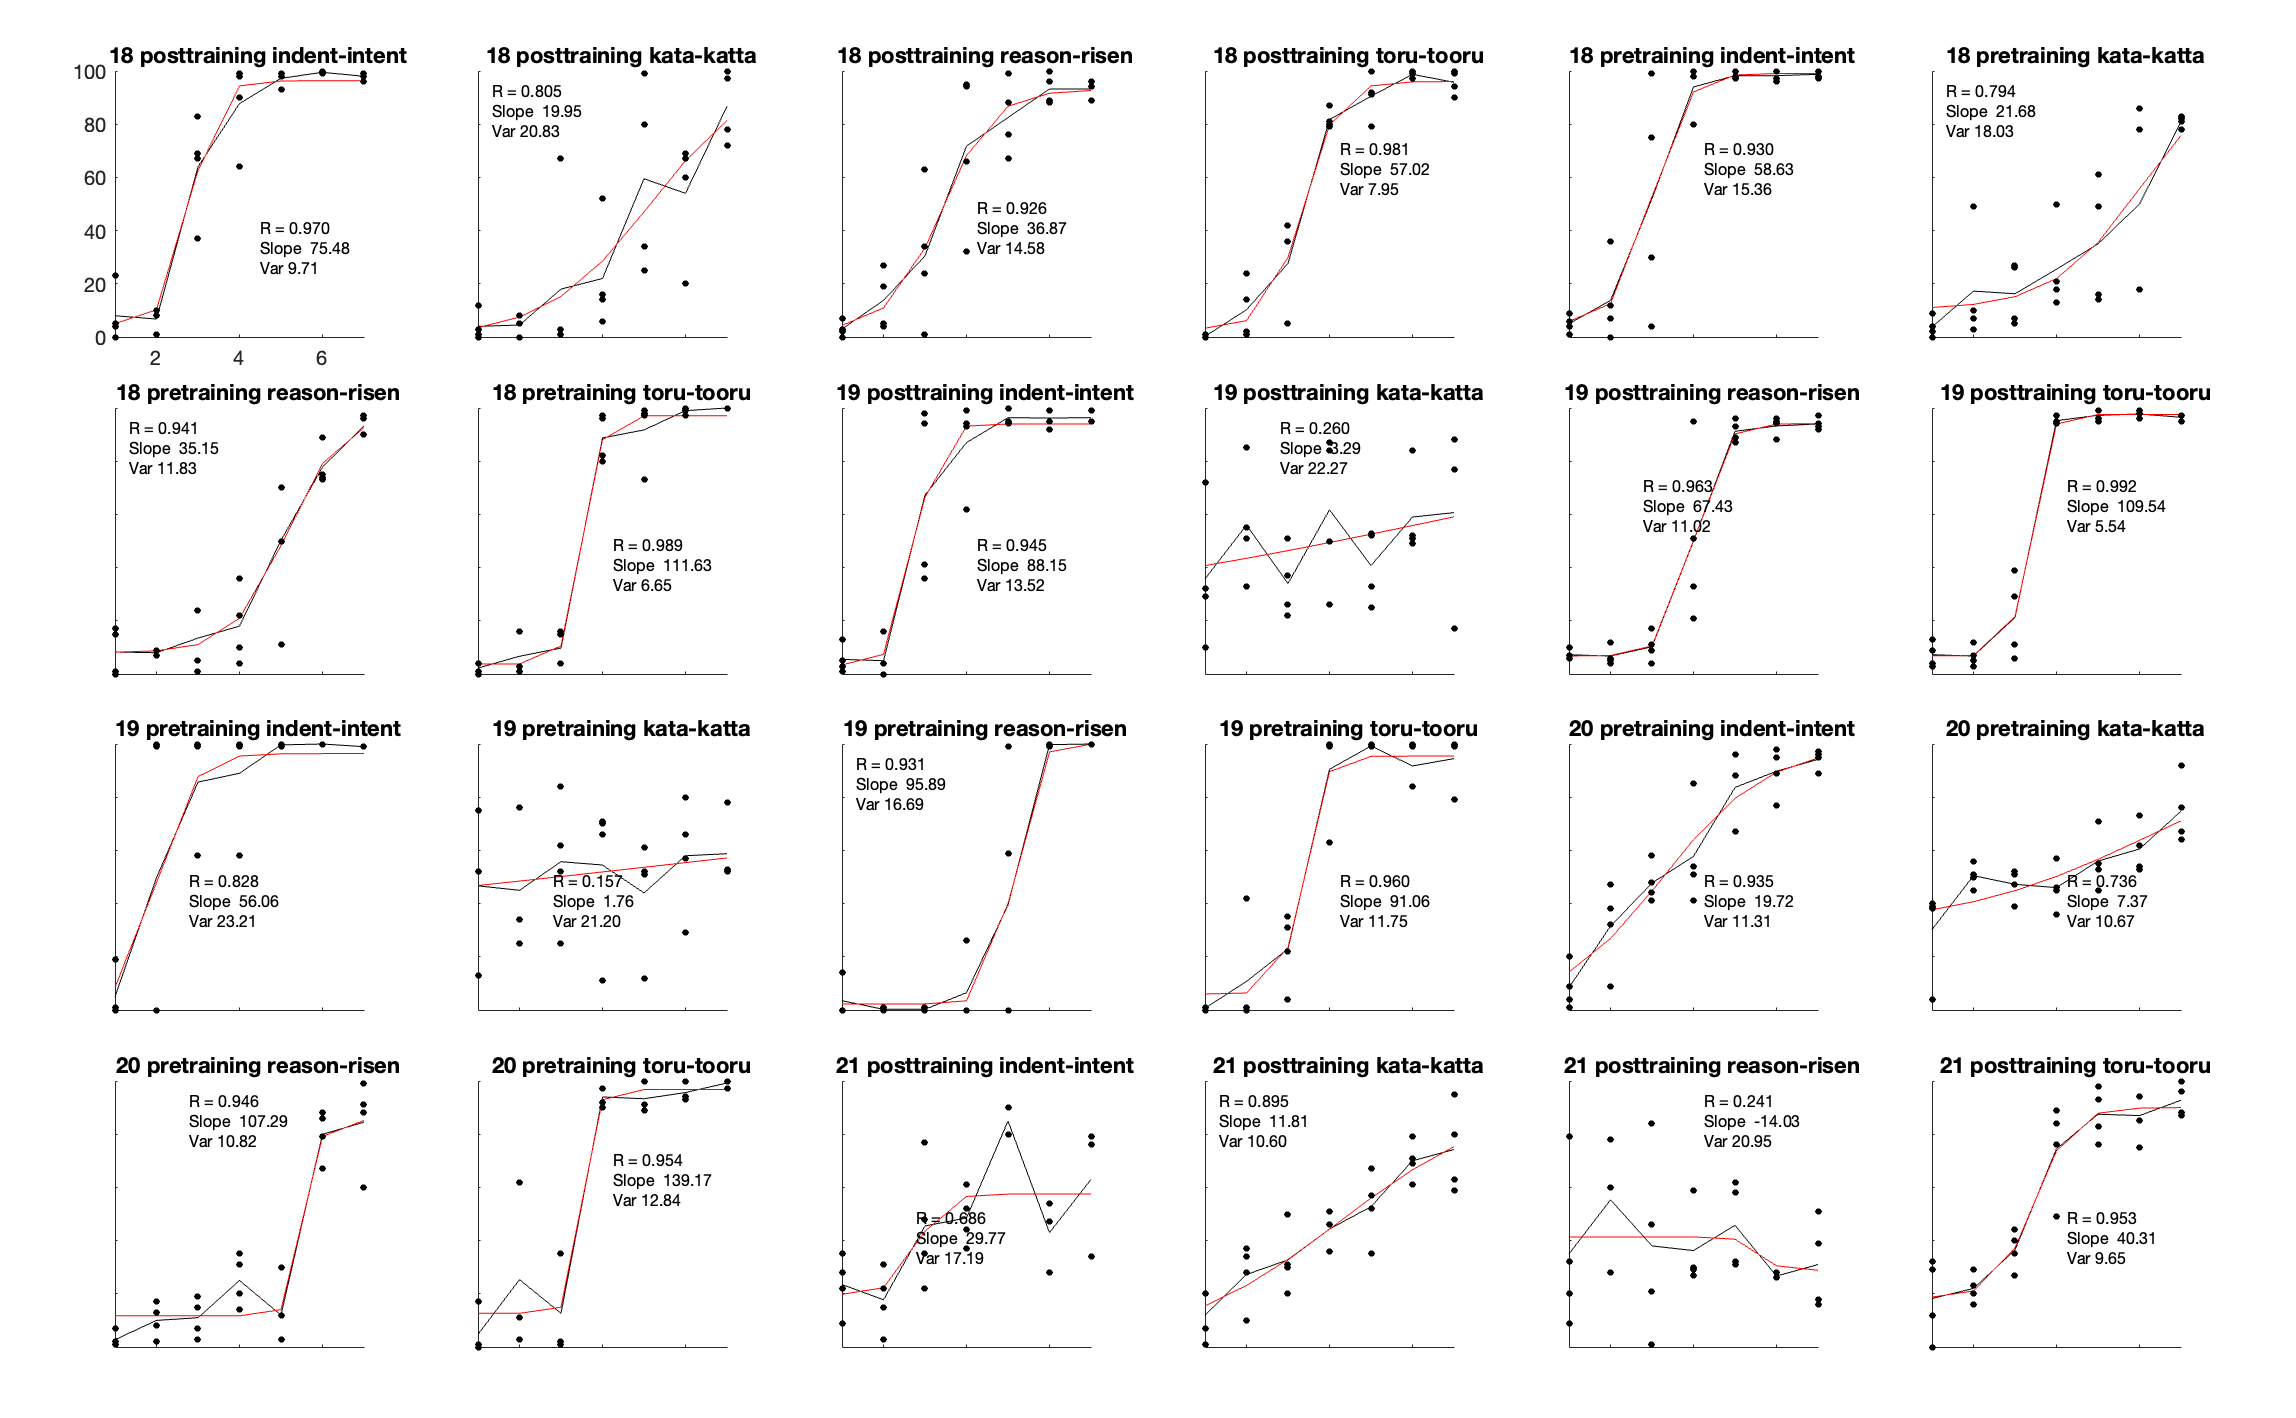 18 posttraining indent-intent
100
80
60
40
20
0
2 4 6
R = 0.970
Slope 75.48
Var 9.71
18 posttraining kata-katta
R = 0.805
Slope 19.95
Var 20.83
18 posttraining reason-risen
R = 0.926
Slope 36.87
Var 14.58
18 posttraining toru-tooru
R = 0.981
Slope 57.02
Var 7.95
18 pretraining indent-intent
R = 0.930
Slope 58.63
Var 15.36
18 pretraining kata-katta
R = 0.794
Slope 21.68
Var 18.03
18 pretraining reason-risen
R = 0.941
Slope 35.15
Var 11.83
18 pretraining toru-tooru
R = 0.989
Slope 111.63
Var 6.65
19 posttraining indent-intent
R = 0.945
Slope 88.15
Var 13.52
19 posttraining kata-katta
R = 0.260
Slope 3.29
Var 22.27
19 posttraining reason-risen
R = 0.963
Slope 67.43
Var 11.02
19 posttraining toru-tooru
R = 0.992
Slope 109.54
Var 5.54
19 pretraining indent-intent
R = 0.828
Slope 56.06
Var 23.21
19 pretraining kata-katta
R = 0.157
Slope 1.76
Var 21.20
19 pretraining reason-risen
R = 0.931
Slope 95.89
Var 16.69
19 pretraining toru-tooru
R = 0.960
Slope 91.06
Var 11.75
20 pretraining indent-intent
R = 0.935
Slope 19.72
Var 11.31
20 pretraining kata-katta
R = 0.736
Slope 7.37
Var 10.67
20 pretraining reason-risen
R = 0.946
Slope 107.29
Var 10.82
20 pretraining toru-tooru
R = 0.954
Slope 139.17
Var 12.84
21 posttraining indent-intent
R = 0.686
Slope 29.77
Var 17.19
21 posttraining kata-katta
R = 0.895
Slope 11.81
Var 10.60
21 posttraining reason-risen
R = 0.241
Slope -14.03
Var 20.95
21 posttraining toru-tooru
R = 0.953
Slope 40.31
Var 9.65